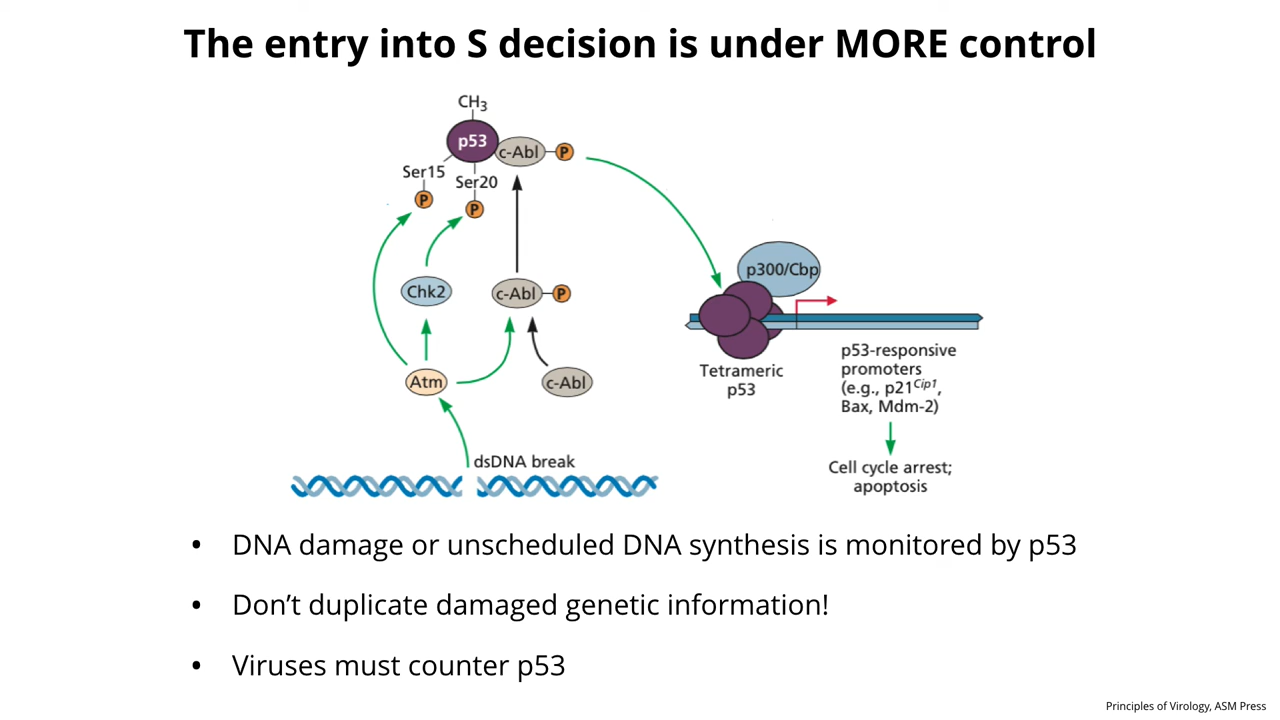 The entry into S decision is under MORE control
CH₃
p53
c-Abl
P
Ser15
Ser20
P
P
Chk2
c-Abl
P
Atm
c-Abl
dsDNA break
p300/Cbp
Tetrameric
p53
p53-responsive
promoters
(e.g., p21Cip1,
Bax, Mdm-2)
Cell cycle arrest;
apoptosis
• DNA damage or unscheduled DNA synthesis is monitored by p53
• Don’t duplicate damaged genetic information!
• Viruses must counter p53
Principles of Virology, ASM Press